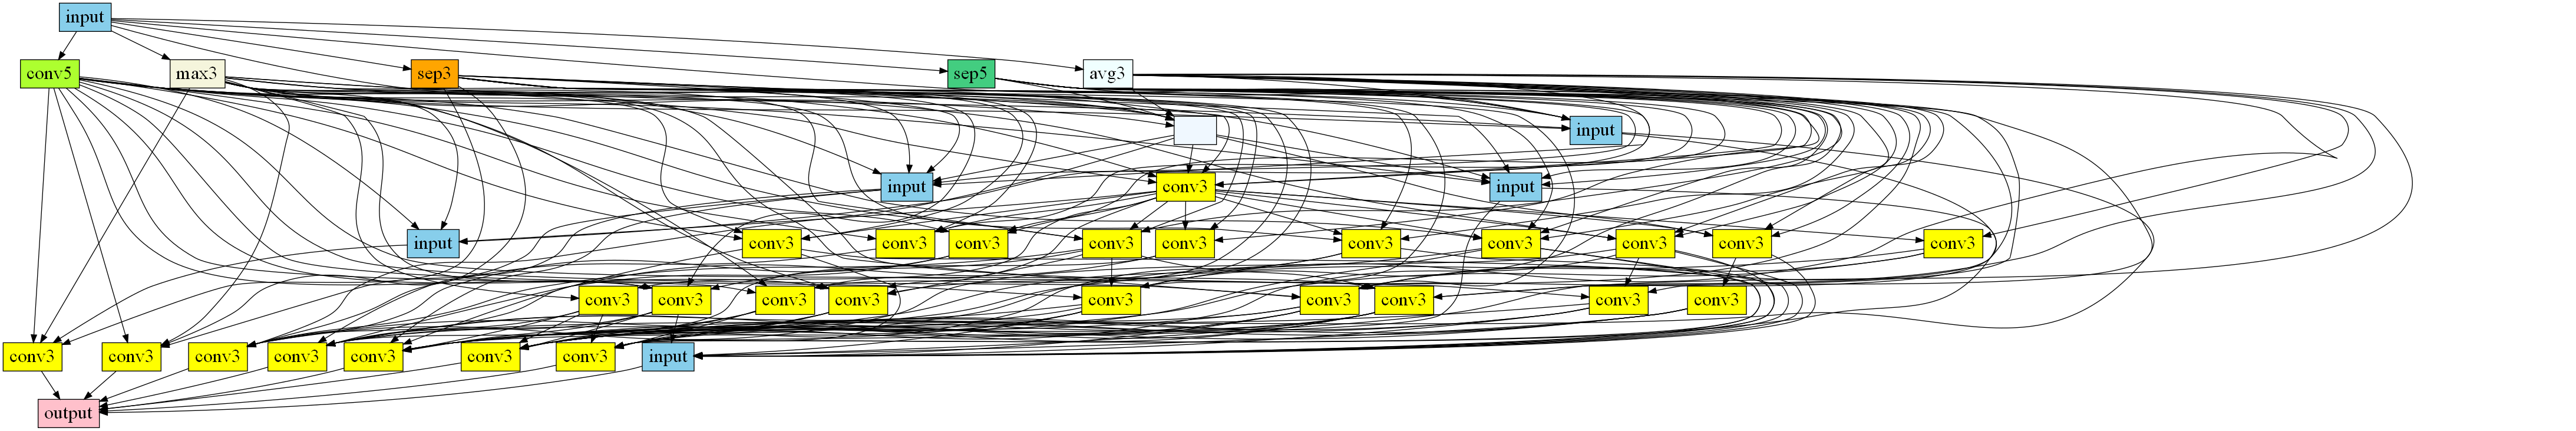 input
conv5 max3 sep3 sep5 avg3
input
input conv3 input
input conv3 conv3 conv3 conv3 conv3 conv3 conv3 conv3 conv3 conv3
conv3 conv3 conv3 conv3 conv3 conv3 conv3 conv3 conv3
conv3 conv3 conv3 conv3 conv3 conv3 conv3 input
output